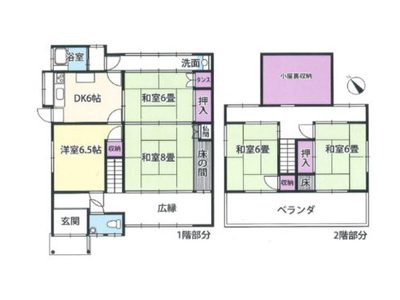 浴室
洗面
DK6帖
和室6畳
タンス
押入
小屋裏収納
洋室6.5帖
収納
和室8畳
仏間
床の間
和室6畳
押入
和室6畳
収納
床
玄関
広縁
ベランダ
1階部分
2階部分